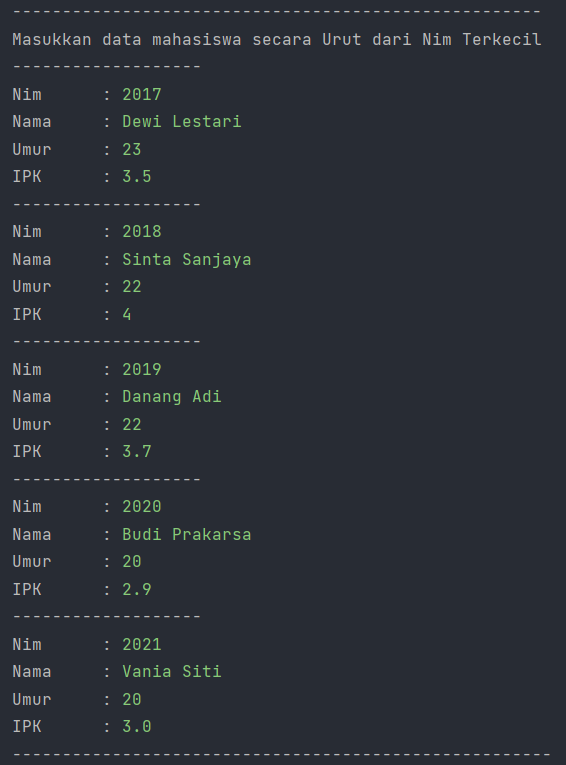 -----------------------------------------------------
Masukkan data mahasiswa secara Urut dari Nim Terkecil
-------------------
Nim      : 2017
Nama     : Dewi Lestari
Umur     : 23
IPK      : 3.5
-------------------
Nim      : 2018
Nama     : Sinta Sanjaya
Umur     : 22
IPK      : 4
-------------------
Nim      : 2019
Nama     : Danang Adi
Umur     : 22
IPK      : 3.7
-------------------
Nim      : 2020
Nama     : Budi Prakarsa
Umur     : 20
IPK      : 2.9
-------------------
Nim      : 2021
Nama     : Vania Siti
Umur     : 20
IPK      : 3.0
------------------------------------------------------